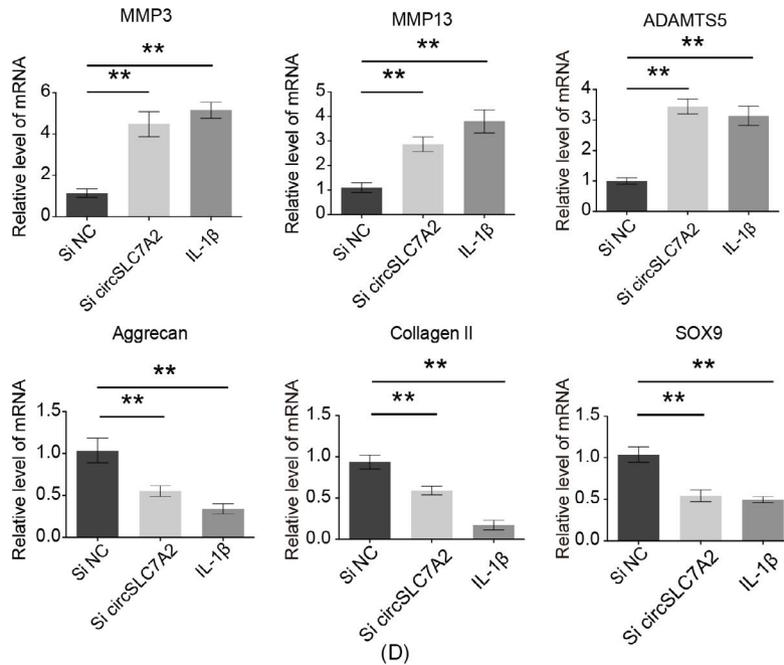 MMP3
**
**
Relative level of mRNA
6
4
2
0
Si NC
Si circSLC7A2
IL-1β
MMP13
**
**
Relative level of mRNA
5
4
3
2
1
0
Si NC
Si circSLC7A2
IL-1β
ADAMTS5
**
**
Relative level of mRNA
4
3
2
1
0
Si NC
Si circSLC7A2
IL-1β
Aggrecan
**
**
Relative level of mRNA
1.5
1.0
0.5
0.0
Si NC
Si circSLC7A2
IL-1β
Collagen II
**
**
Relative level of mRNA
1.5
1.0
0.5
0.0
Si NC
Si circSLC7A2
IL-1β
SOX9
**
**
Relative level of mRNA
1.5
1.0
0.5
0.0
Si NC
Si circSLC7A2
IL-1β
(D)